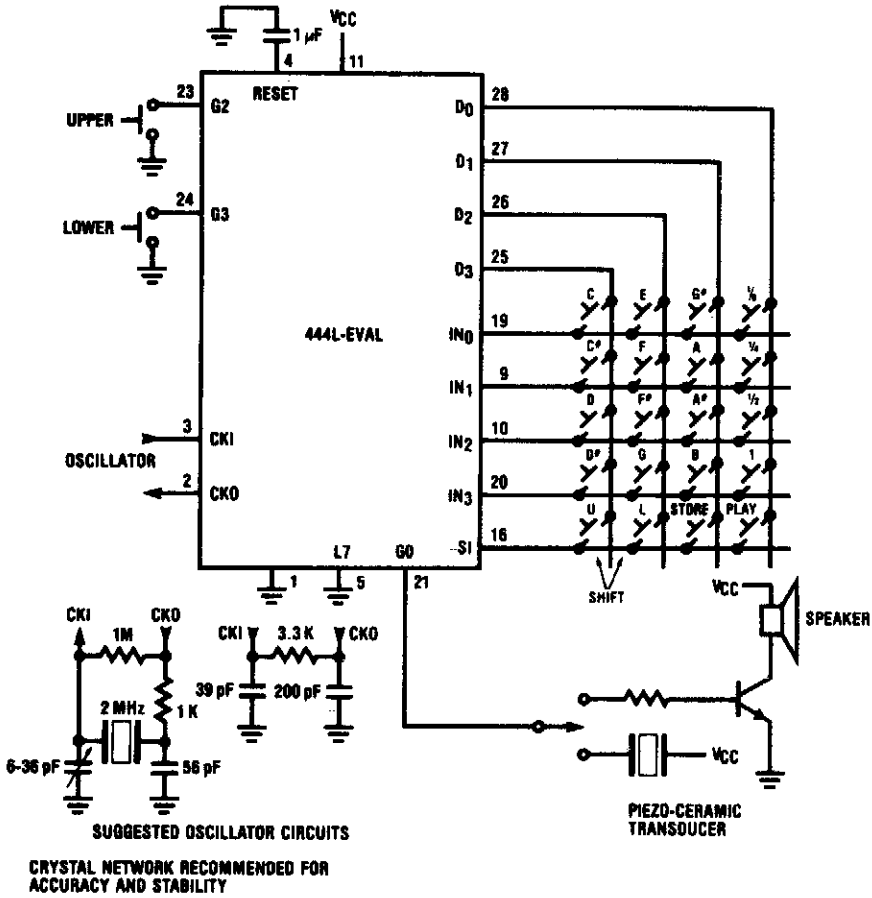 1 µF
VCC
4
11
RESET
23
G2
UPPER
24
G3
LOWER
D0
28
D1
27
D2
26
D3
25
444L-EVAL
C
E
G#
1/8
IN0
19
C#
F
A
1/4
IN1
9
D
F#
A#
1/2
IN2
10
D#
G
B
1
IN3
20
U
L
STORE
PLAY
SI
16
SHIFT
3
CKI
OSCILLATOR
2
CKO
L7
G0
1
5
21
CKI
CKO
1M
2 MHz
1 K
6-36 pF
56 pF
CKI
3.3 K
CKO
39 pF
200 pF
VCC
SPEAKER
VCC
PIEZO-CERAMIC
TRANSDUCER
SUGGESTED OSCILLATOR CIRCUITS
CRYSTAL NETWORK RECOMMENDED FOR
ACCURACY AND STABILITY